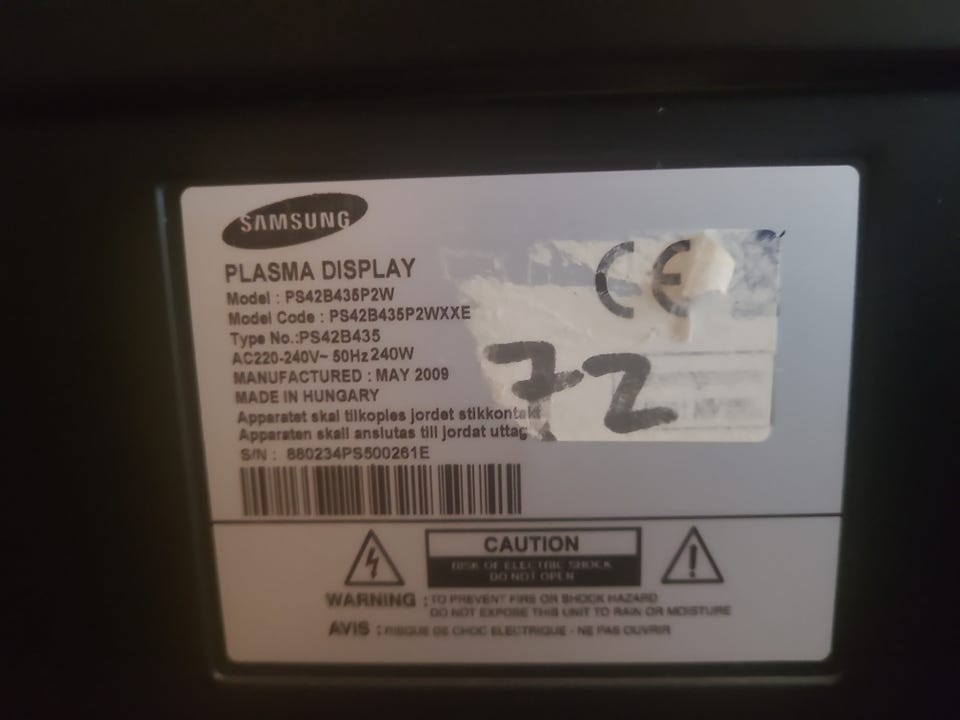 SAMSUNG
PLASMA DISPLAY
Model : PS42B435P2W
Model Code : PS42B435P2WXXE
Type No.:PS42B435
AC220-240V~ 50Hz 240W
MANUFACTURED : MAY 2009
MADE IN HUNGARY
Apparatet skal tilkoples jordet stikkontakt
Apparaten skall anslutas till jordat uttag
S/N : 880234PS500261E
CE
72
CAUTION
RISK OF ELECTRIC SHOCK
DO NOT OPEN
WARNING : TO PREVENT FIRE OR SHOCK HAZARD
DO NOT EXPOSE THIS UNIT TO RAIN OR MOISTURE
AVIS : RISQUE DE CHOC ELECTRIQUE - NE PAS OUVRIR